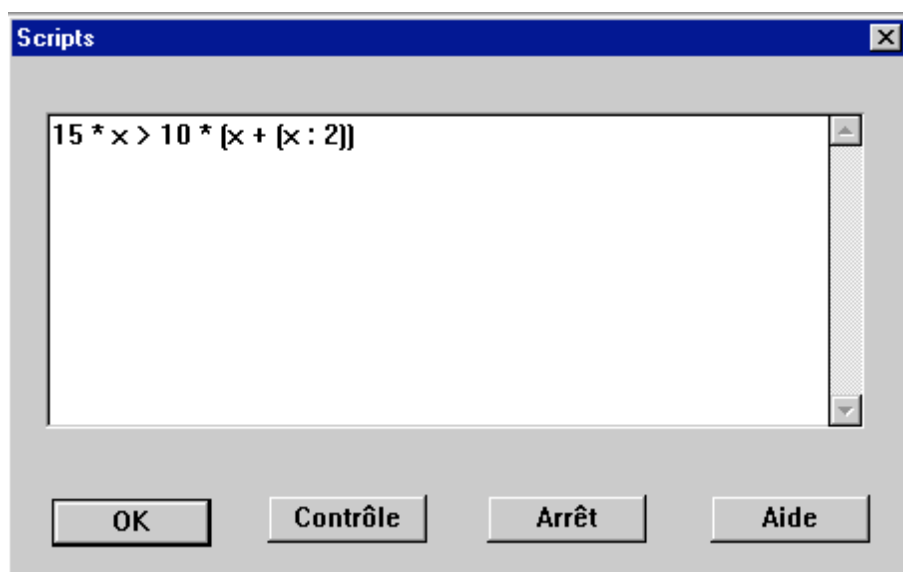 Scripts
15 * x > 10 * (x + (x : 2))
OK Contrôle Arrêt Aide